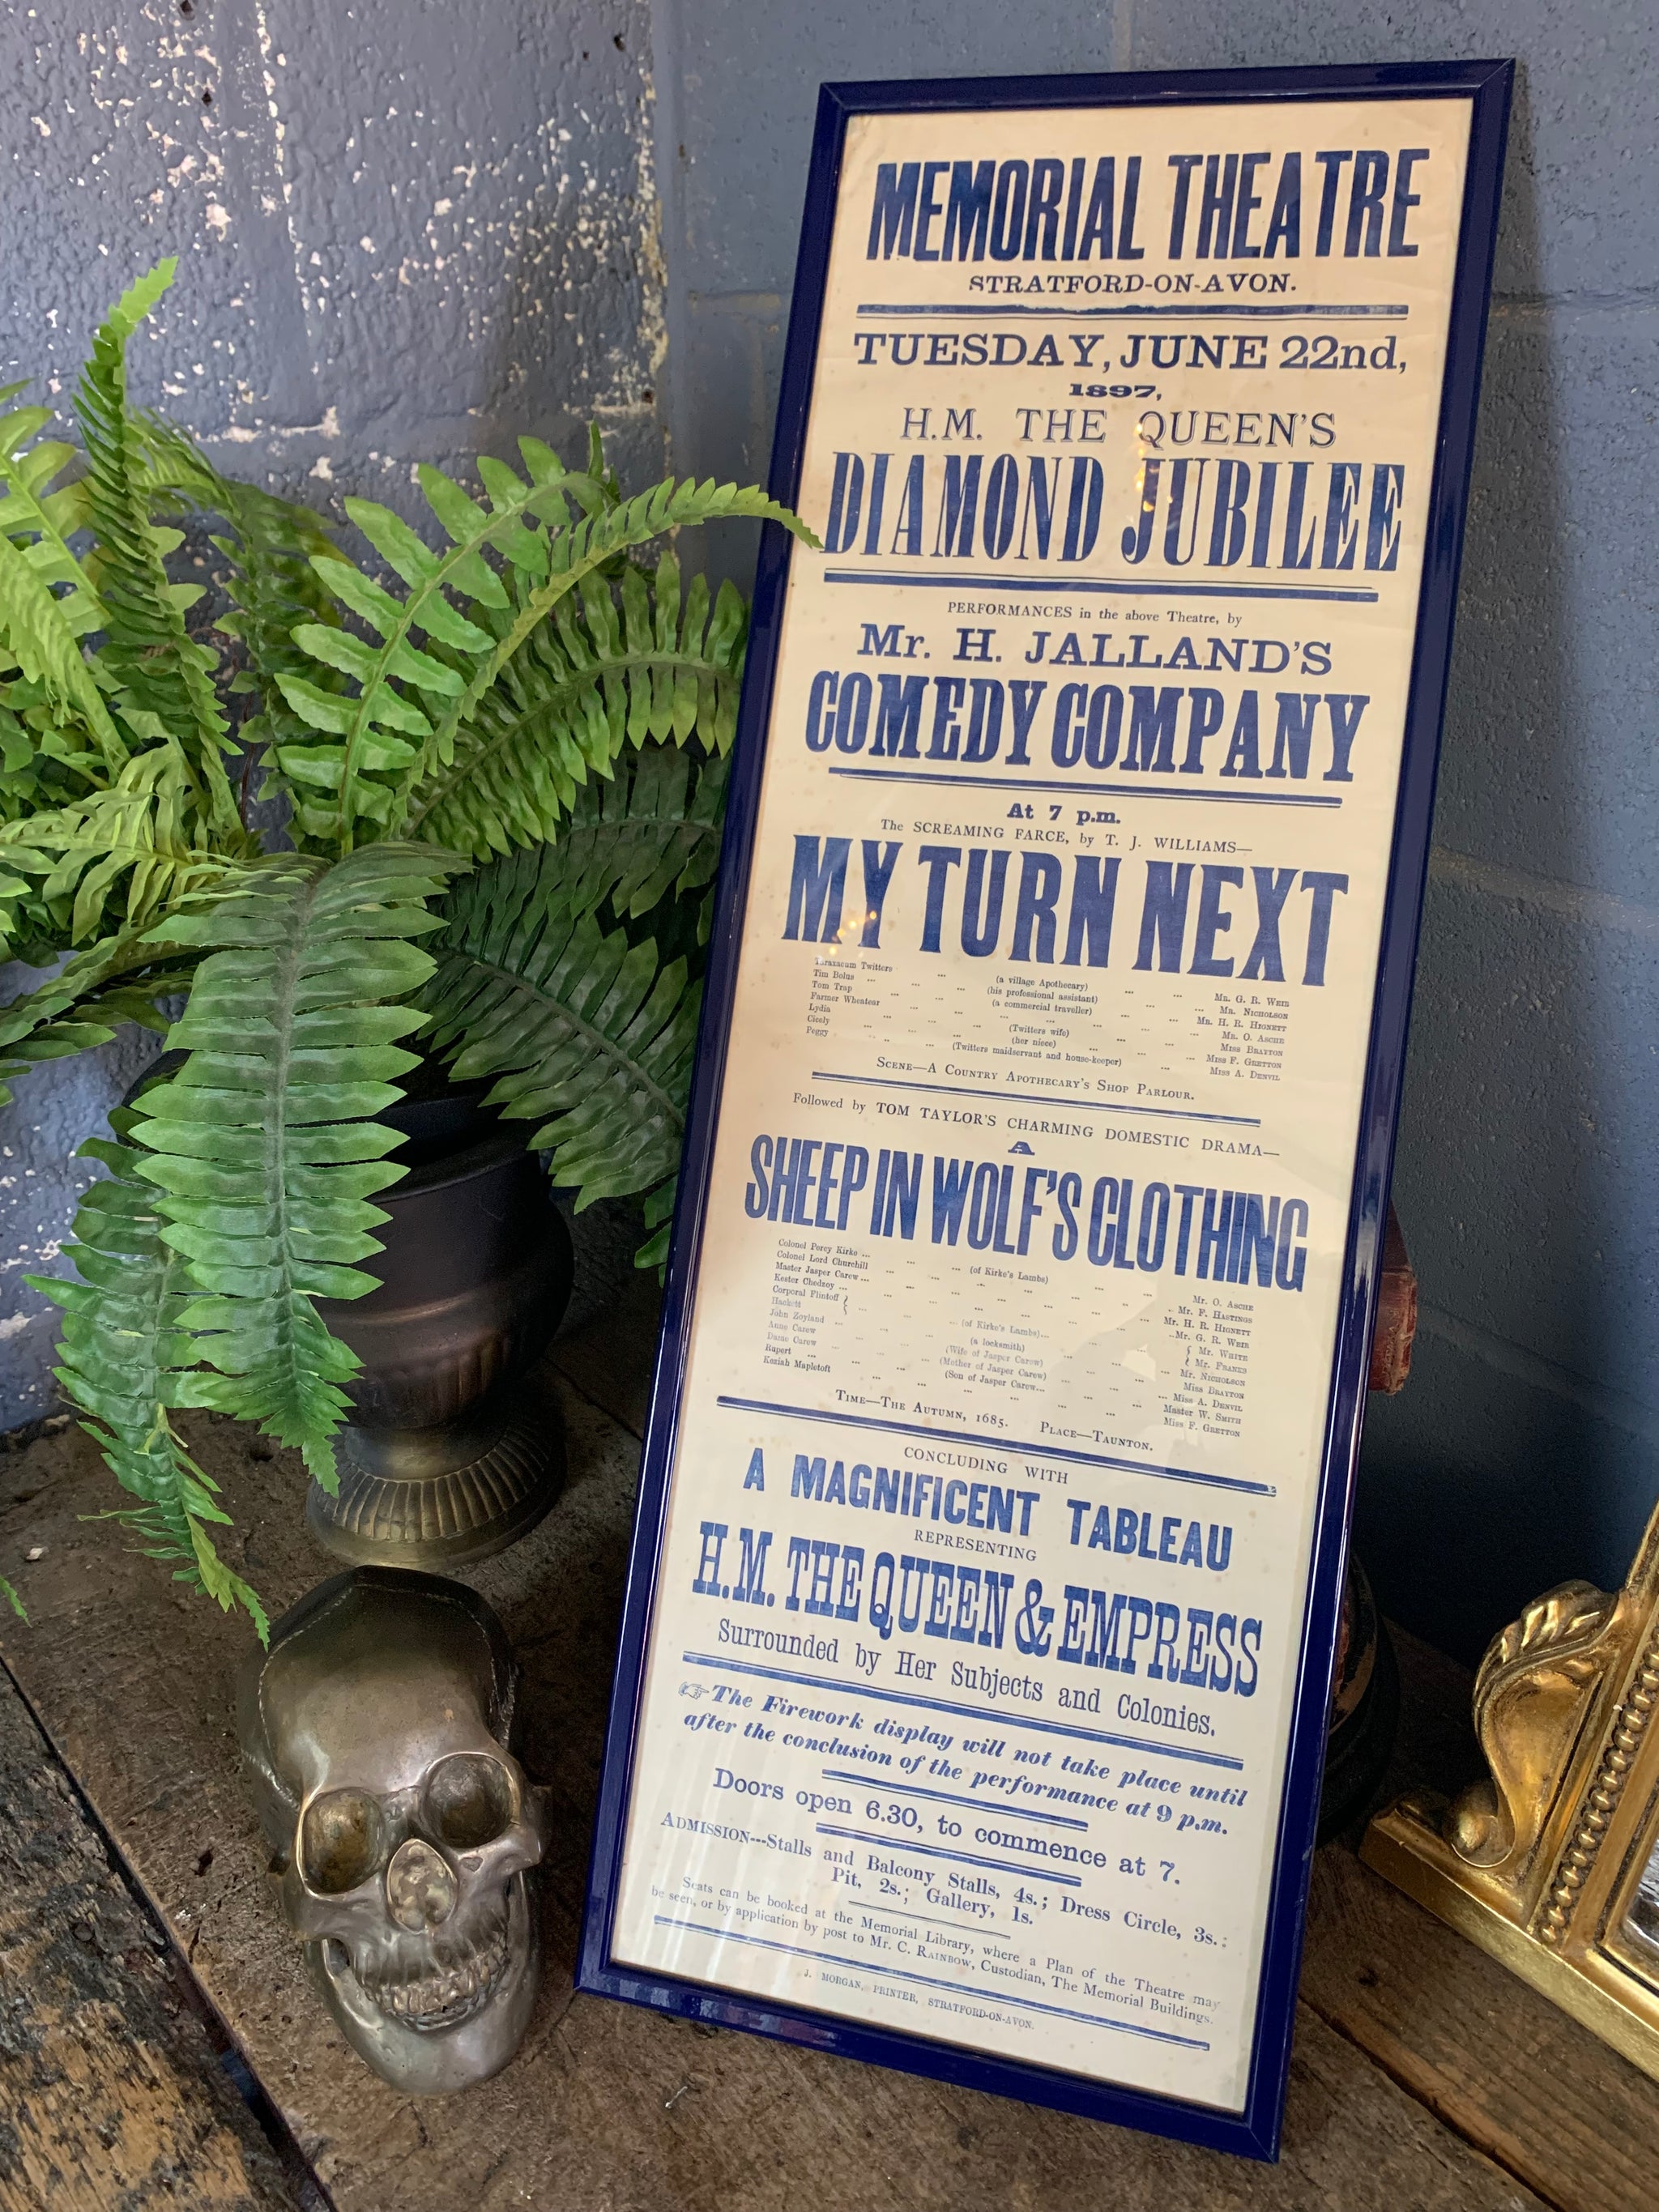 MEMORIAL THEATRE
STRATFORD-ON-AVON.
TUESDAY, JUNE 22nd,
1897,
H.M. THE QUEEN'S
DIAMOND JUBILEE
PERFORMANCES in the above Theatre, by
Mr. H. JALLAND'S
COMEDY COMPANY
At 7 p.m.
The SCREAMING FARCE, by T. J. WILLIAMS—
MY TURN NEXT
Taraxacum Twitters ... (a village Apothecary) ... ... Mr. G. R. Weir
Tim Bolus ... ... (his professional assistant) ... ... Mr. Nicholson
Tom Trap ... ... (a commercial traveller) ... ... Mr. H. R. Hignett
Farmer Wheatear ... ... ... ... ... Mr. O. Asche
Lydia ... ... (Twitters wife) ... ... Miss Brayton
Cicely ... ... (her niece) ... ... Miss F. Gretton
Peggy ... (Twitters maidservant and house-keeper) ... Miss A. Denvil
Scene—A Country Apothecary's Shop Parlour.
Followed by TOM TAYLOR'S CHARMING DOMESTIC DRAMA—
A
SHEEP IN WOLF'S CLOTHING
Colonel Percy Kirke ... ... (of Kirke's Lambs) ... ... Mr. O. Asche
Colonel Lord Churchill ... ... ... ... Mr. F. Hastings
Master Jasper Carew ... ... ... ... Mr. H. R. Hignett
Kester Chedzoy ... ... ... ... Mr. G. R. Weir
Corporal Flintoff } ... (of Kirke's Lambs) ... { Mr. White
Hackett } { Mr. Franks
John Zoyland ... ... (a locksmith) ... ... Mr. Nicholson
Anne Carew ... ... (Wife of Jasper Carew) ... ... Miss Brayton
Dame Carew ... ... (Mother of Jasper Carew) ... ... Miss A. Denvil
Rupert ... ... (Son of Jasper Carew... ... Master W. Smith
Keziah Mapletoft ... ... ... ... Miss F. Gretton
Time—The Autumn, 1685. Place—Taunton.
CONCLUDING WITH
A MAGNIFICENT TABLEAU
REPRESENTING
H.M. THE QUEEN & EMPRESS
Surrounded by Her Subjects and Colonies.
☞ The Firework display will not take place until
after the conclusion of the performance at 9 p.m.
Doors open 6.30, to commence at 7.
ADMISSION---Stalls and Balcony Stalls, 4s.; Dress Circle, 3s.:
Pit, 2s.; Gallery, 1s.
Seats can be booked at the Memorial Library, where a Plan of the Theatre may
be seen, or by application by post to Mr. C. Rainbow, Custodian, The Memorial Buildings.
J. MORGAN, PRINTER, STRATFORD-ON-AVON.